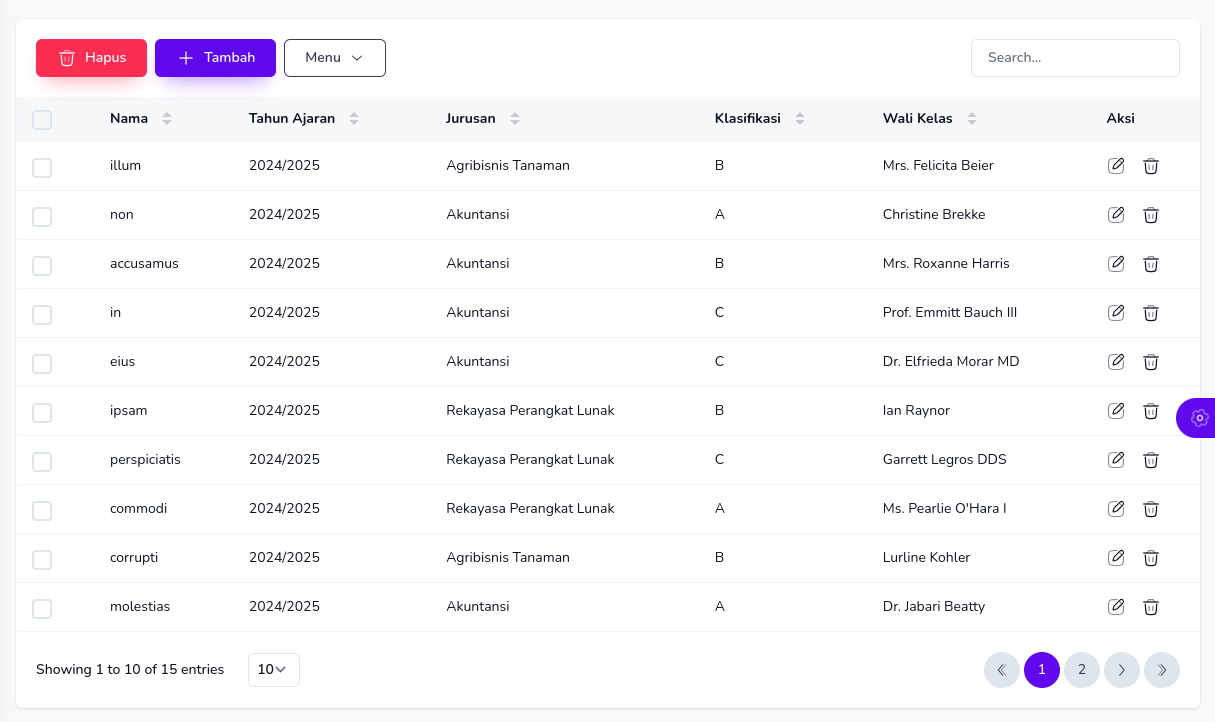 Hapus Tambah Menu Search...
Nama Tahun Ajaran Jurusan Klasifikasi Wali Kelas Aksi
illum 2024/2025 Agribisnis Tanaman B Mrs. Felicita Beier
non 2024/2025 Akuntansi A Christine Brekke
accusamus 2024/2025 Akuntansi B Mrs. Roxanne Harris
in 2024/2025 Akuntansi C Prof. Emmitt Bauch III
eius 2024/2025 Akuntansi C Dr. Elfrieda Morar MD
ipsam 2024/2025 Rekayasa Perangkat Lunak B Ian Raynor
perspiciatis 2024/2025 Rekayasa Perangkat Lunak C Garrett Legros DDS
commodi 2024/2025 Rekayasa Perangkat Lunak A Ms. Pearlie O'Hara I
corrupti 2024/2025 Agribisnis Tanaman B Lurline Kohler
molestias 2024/2025 Akuntansi A Dr. Jabari Beatty
Showing 1 to 10 of 15 entries 10 1 2